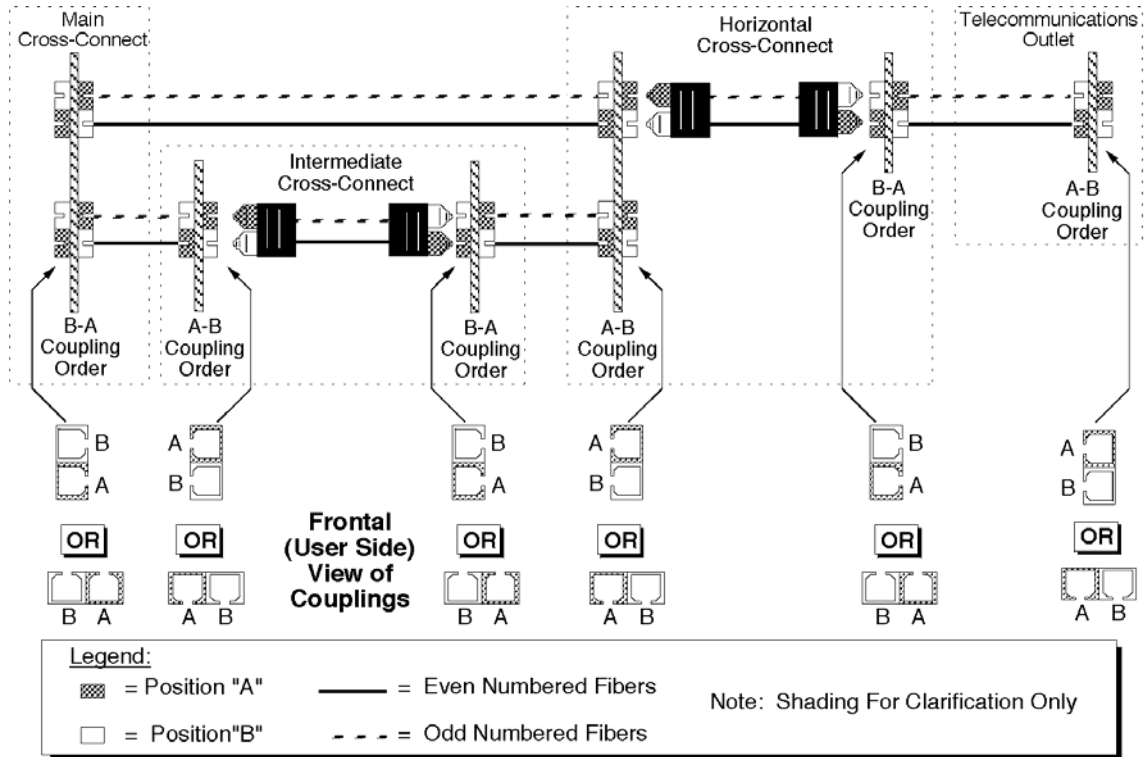 Main
Cross-Connect
Horizontal
Cross-Connect
Telecommunications
Outlet
Intermediate
Cross-Connect
B-A
Coupling
Order
A-B
Coupling
Order
B-A
Coupling
Order
A-B
Coupling
Order
B-A
Coupling
Order
A-B
Coupling
Order
B
A
A
B
B
A
A
B
B
A
A
B
OR
OR
OR
OR
OR
OR
Frontal
(User Side)
View of
Couplings
B A
A B
B A
A B
B A
A B
Legend:
= Position "A"
= Even Numbered Fibers
Note: Shading For Clarification Only
= Position"B"
= Odd Numbered Fibers